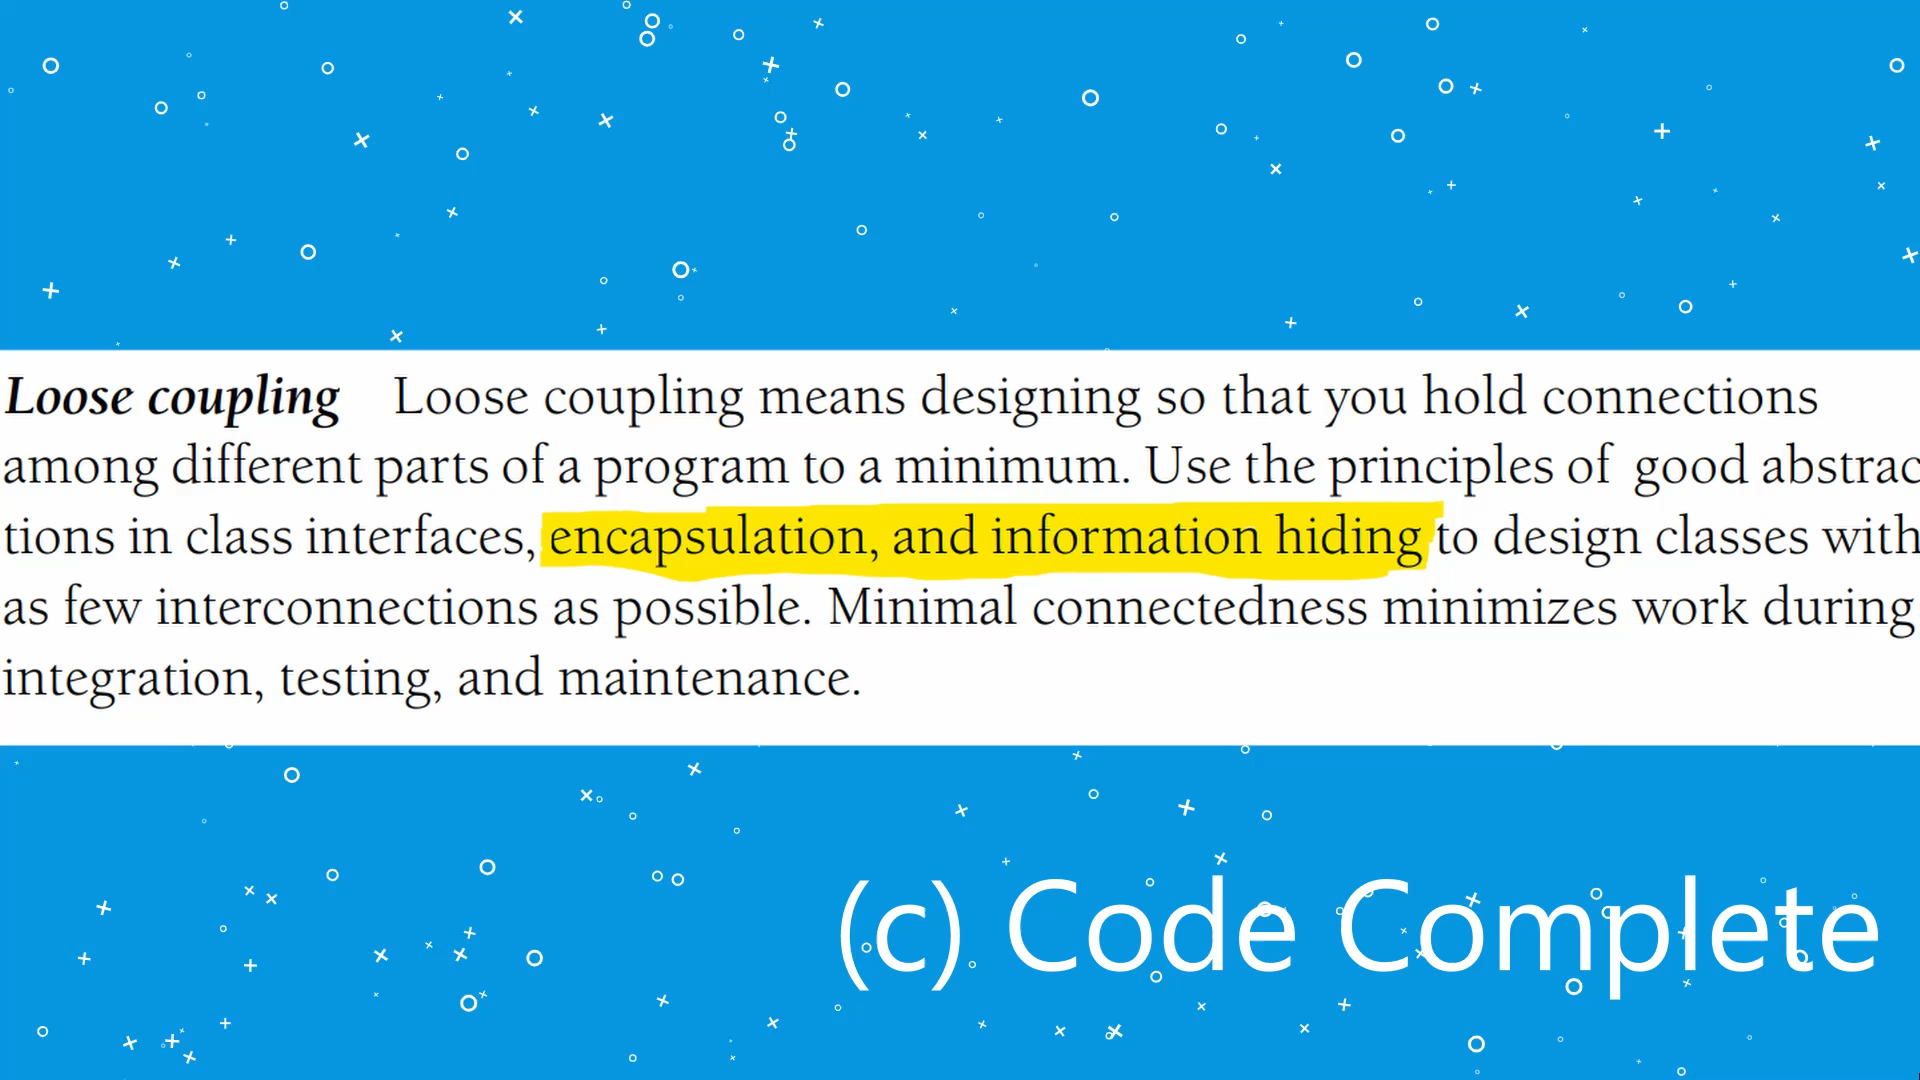 Loose coupling Loose coupling means designing so that you hold connections
among different parts of a program to a minimum. Use the principles of good abstrac
tions in class interfaces, encapsulation, and information hiding to design classes with
as few interconnections as possible. Minimal connectedness minimizes work during
integration, testing, and maintenance.
(c) Code Complete